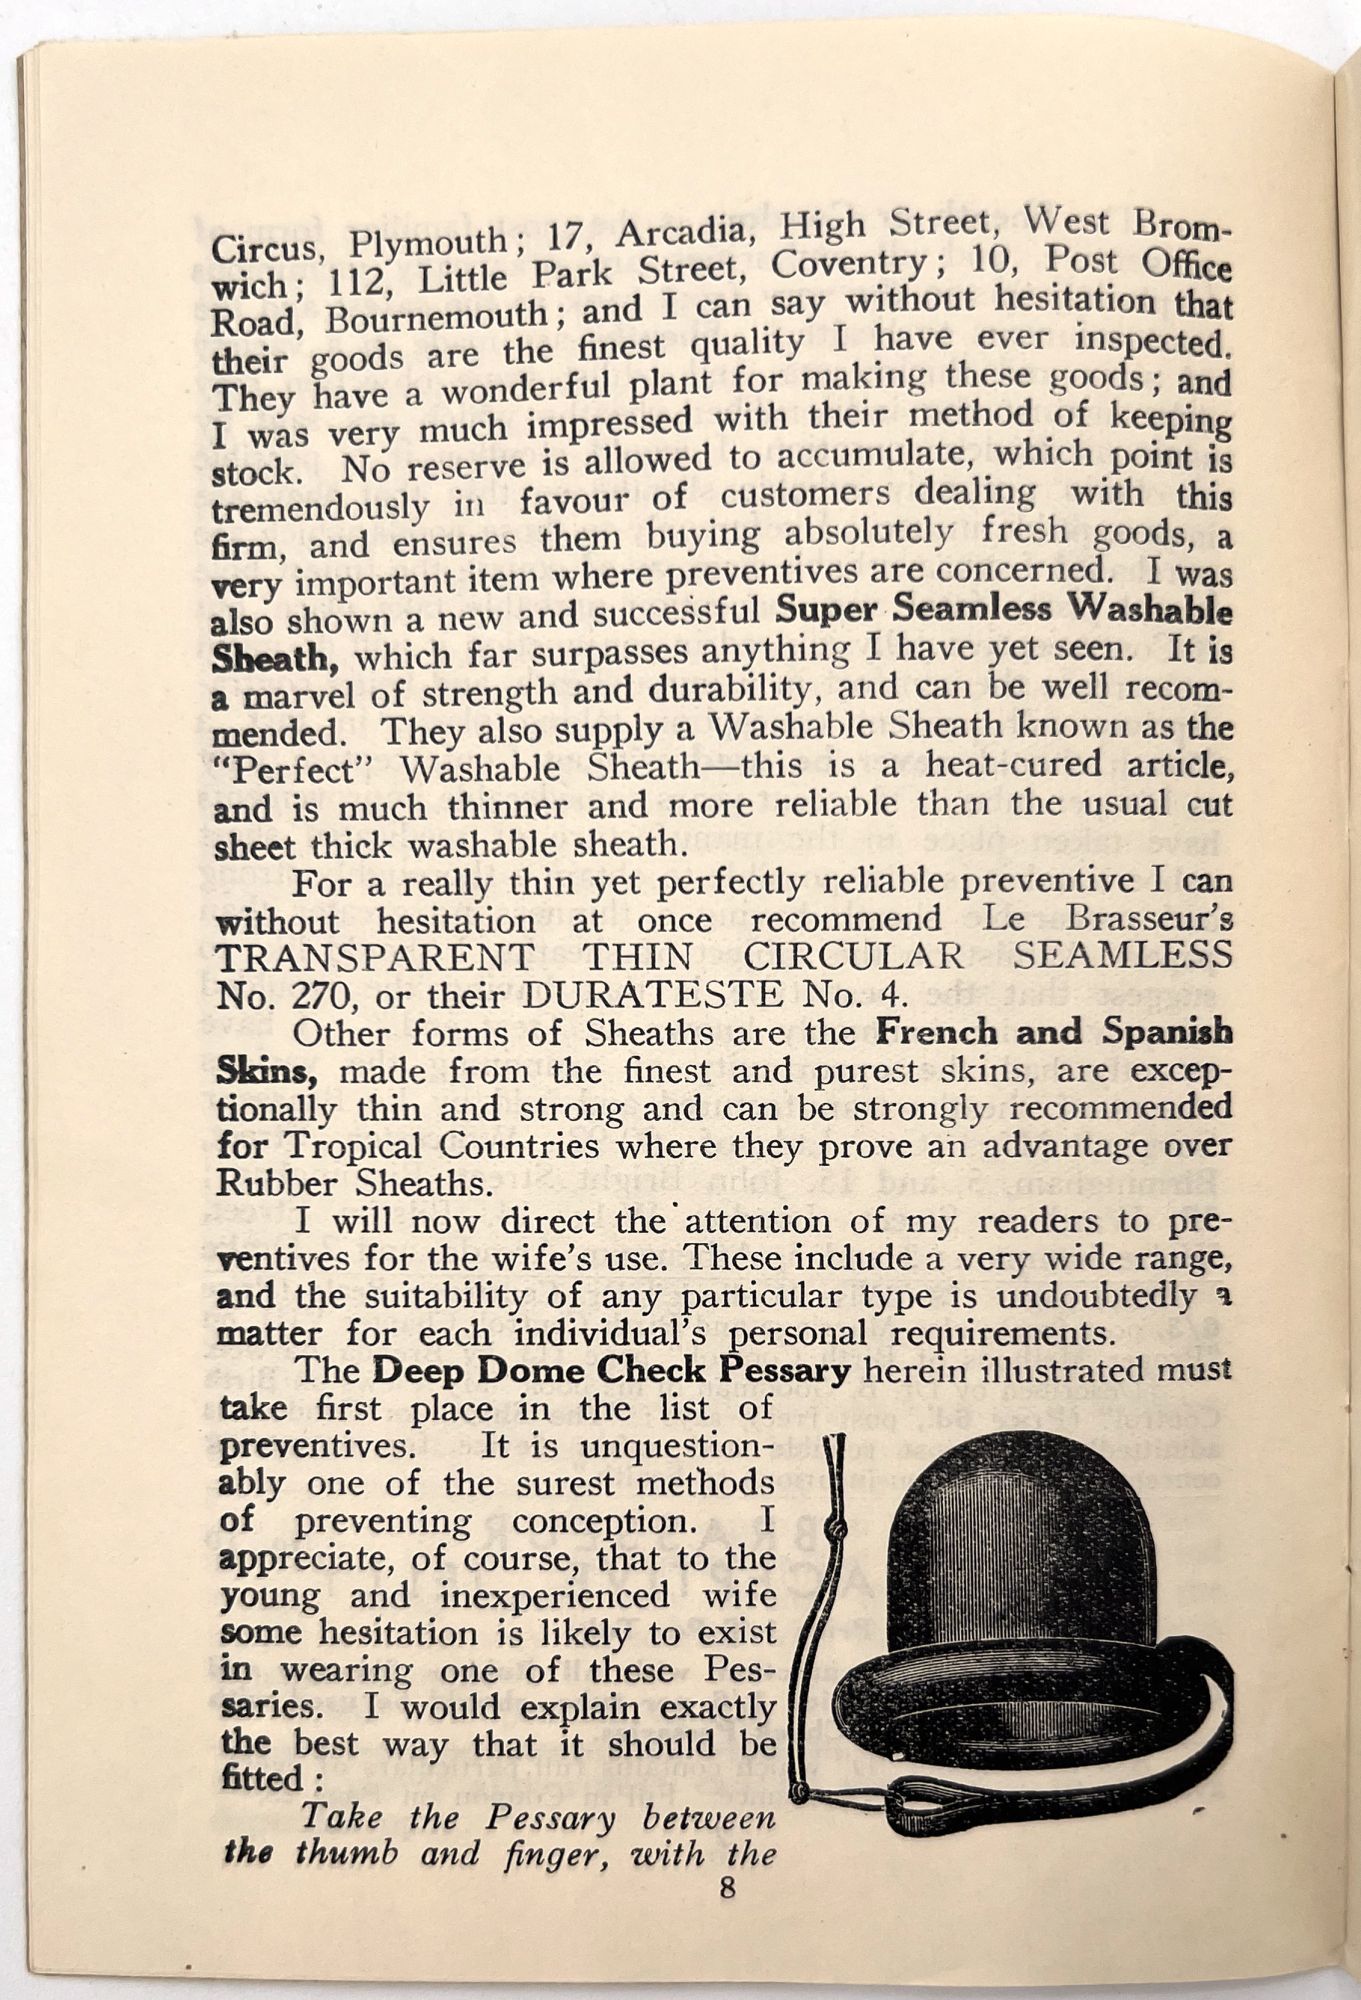 Circus, Plymouth; 17, Arcadia, High Street, West Brom-
wich; 112, Little Park Street, Coventry; 10, Post Office
Road, Bournemouth; and I can say without hesitation that
their goods are the finest quality I have ever inspected.
They have a wonderful plant for making these goods; and
I was very much impressed with their method of keeping
stock. No reserve is allowed to accumulate, which point is
tremendously in favour of customers dealing with this
firm, and ensures them buying absolutely fresh goods, a
very important item where preventives are concerned. I was
also shown a new and successful Super Seamless Washable
Sheath, which far surpasses anything I have yet seen. It is
a marvel of strength and durability, and can be well recom-
mended. They also supply a Washable Sheath known as the
“Perfect” Washable Sheath—this is a heat-cured article,
and is much thinner and more reliable than the usual cut
sheet thick washable sheath.
For a really thin yet perfectly reliable preventive I can
without hesitation at once recommend Le Brasseur's
TRANSPARENT THIN CIRCULAR SEAMLESS
No. 270, or their DURATESTE No. 4.
Other forms of Sheaths are the French and Spanish
Skins, made from the finest and purest skins, are excep-
tionally thin and strong and can be strongly recommended
for Tropical Countries where they prove an advantage over
Rubber Sheaths.
I will now direct the attention of my readers to pre-
ventives for the wife's use. These include a very wide range,
and the suitability of any particular type is undoubtedly a
matter for each individual's personal requirements.
The Deep Dome Check Pessary herein illustrated must
take first place in the list of
preventives. It is unquestion-
ably one of the surest methods
of preventing conception. I
appreciate, of course, that to the
young and inexperienced wife
some hesitation is likely to exist
in wearing one of these Pes-
saries. I would explain exactly
the best way that it should be
fitted :
Take the Pessary between
the thumb and finger, with the
8